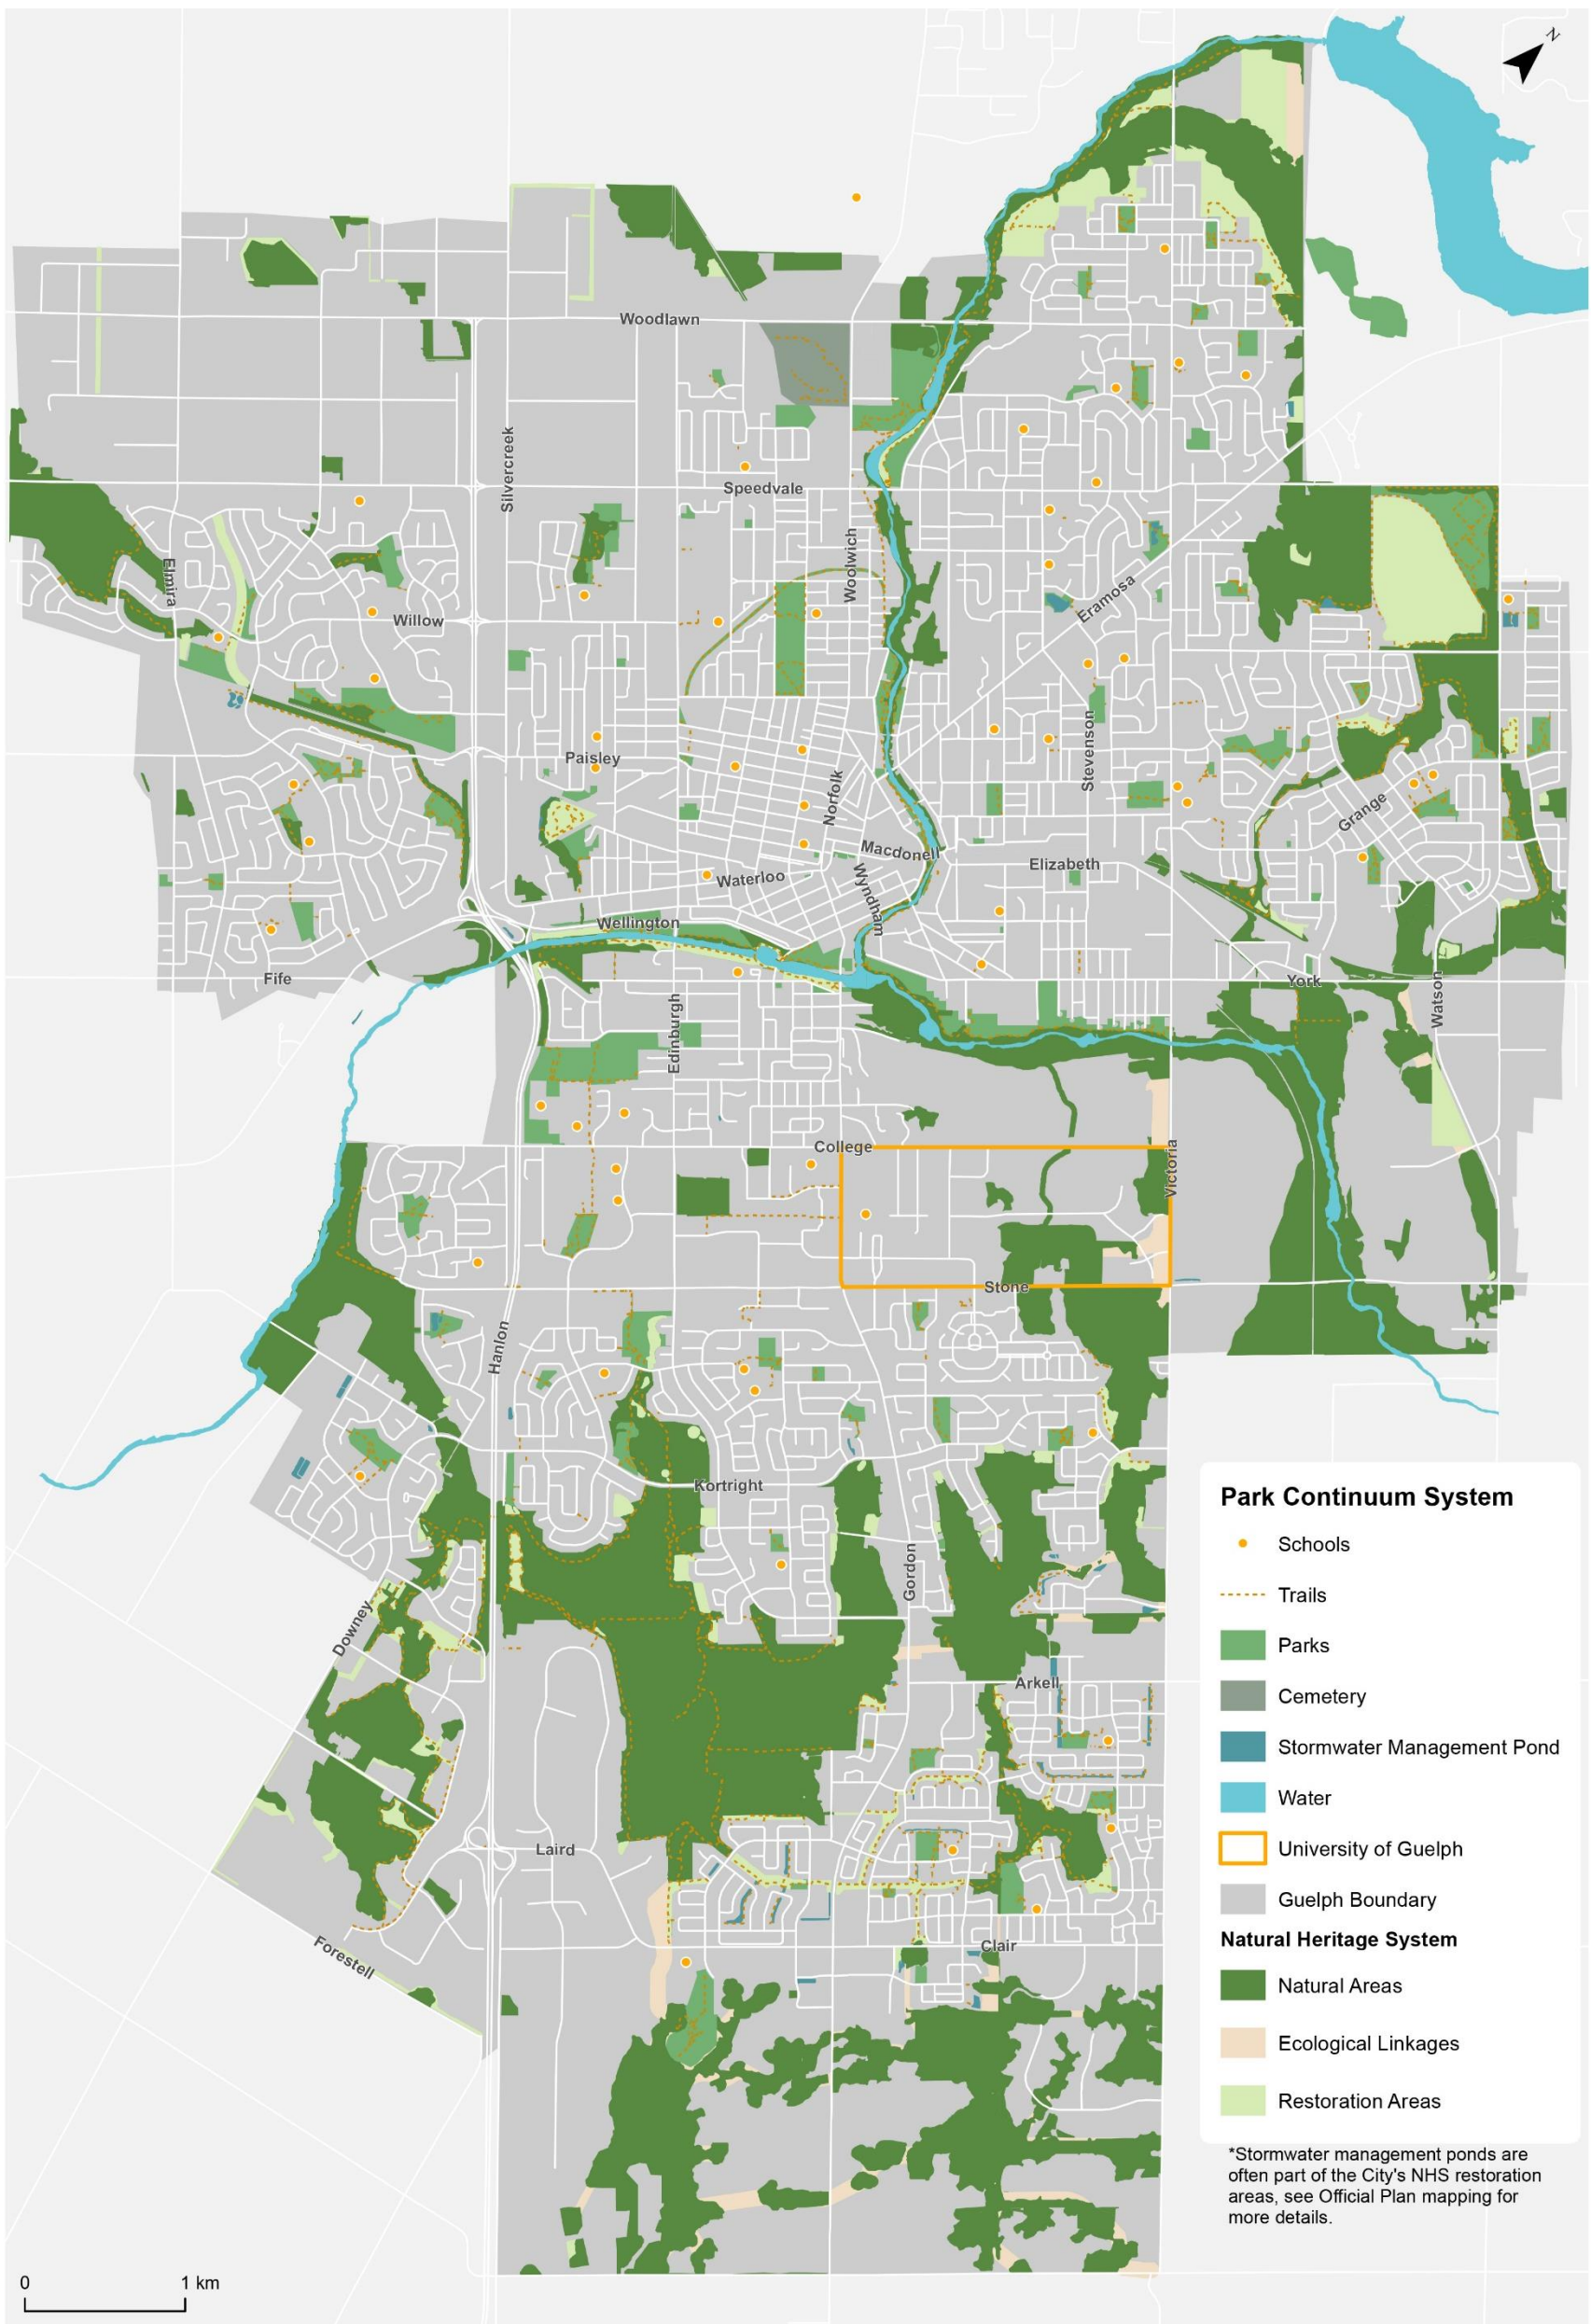 N
Woodlawn
Silvercreek
Speedvale
Woolwich
Elmira
Eramosa
Willow
Stevenson
Paisley
Norfolk
Grange
Macdonell
Elizabeth
Waterloo
Wyndham
Wellington
Fife
York
Watson
Edinburgh
College
Victoria
Stone
Hanlon
Kortright
Gordon
Downey
Arkell
Laird
Forestell
Clair
Park Continuum System
Schools
Trails
Parks
Cemetery
Stormwater Management Pond
Water
University of Guelph
Guelph Boundary
Natural Heritage System
Natural Areas
Ecological Linkages
Restoration Areas
*Stormwater management ponds are
often part of the City's NHS restoration
areas, see Official Plan mapping for
more details.
0 1 km